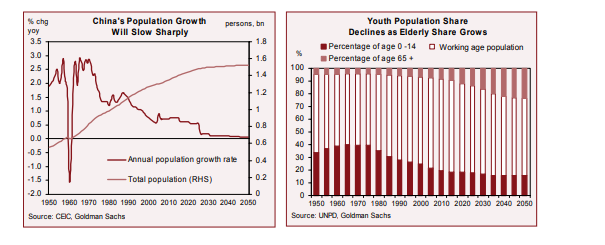 China's Population Growth
Will Slow Sharply
% chg
yoy
persons, bn
3.5
3.0
2.5
2.0
1.5
1.0
0.5
0.0
-0.5
-1.0
-1.5
-2.0
1.8
1.6
1.4
1.2
1
0.8
0.6
0.4
0.2
0
Annual population growth rate
Total population (RHS)
1950 1960 1970 1980 1990 2000 2010 2020 2030 2040 2050
Source: CEIC, Goldman Sachs
Youth Population Share
Declines as Elderly Share Grows
Percentage of age 0 -14
Working age population
Percentage of age 65 +
%
100
90
80
70
60
50
40
30
20
10
0
1950 1960 1970 1980 1990 2000 2010 2020 2030 2040 2050
Source: UNPD, Goldman Sachs